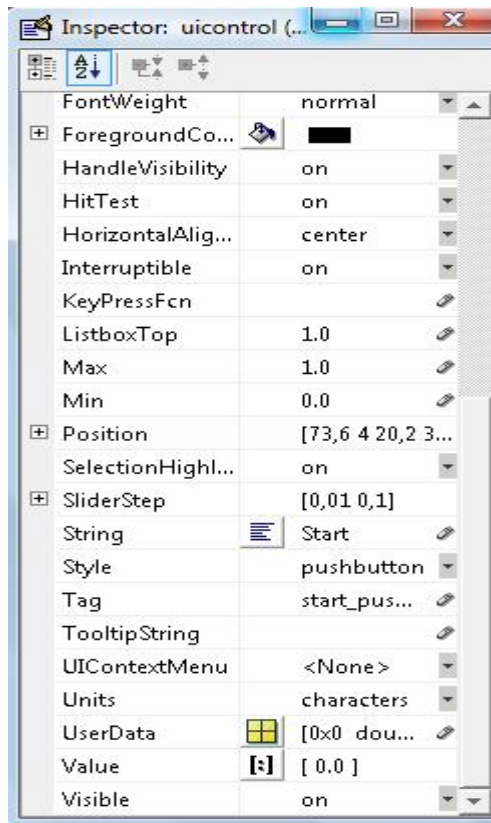 Inspector: uicontrol (...
FontWeight normal
ForegroundCo...
HandleVisibility on
HitTest on
HorizontalAlig... center
Interruptible on
KeyPressFcn
ListboxTop 1.0
Max 1.0
Min 0.0
Position [73,6 4 20,2 3...
SelectionHighl... on
SliderStep [0,01 0,1]
String Start
Style pushbutton
Tag start_pus...
TooltipString
UIContextMenu <None>
Units characters
UserData [0x0 dou...
Value [ 0.0 ]
Visible on